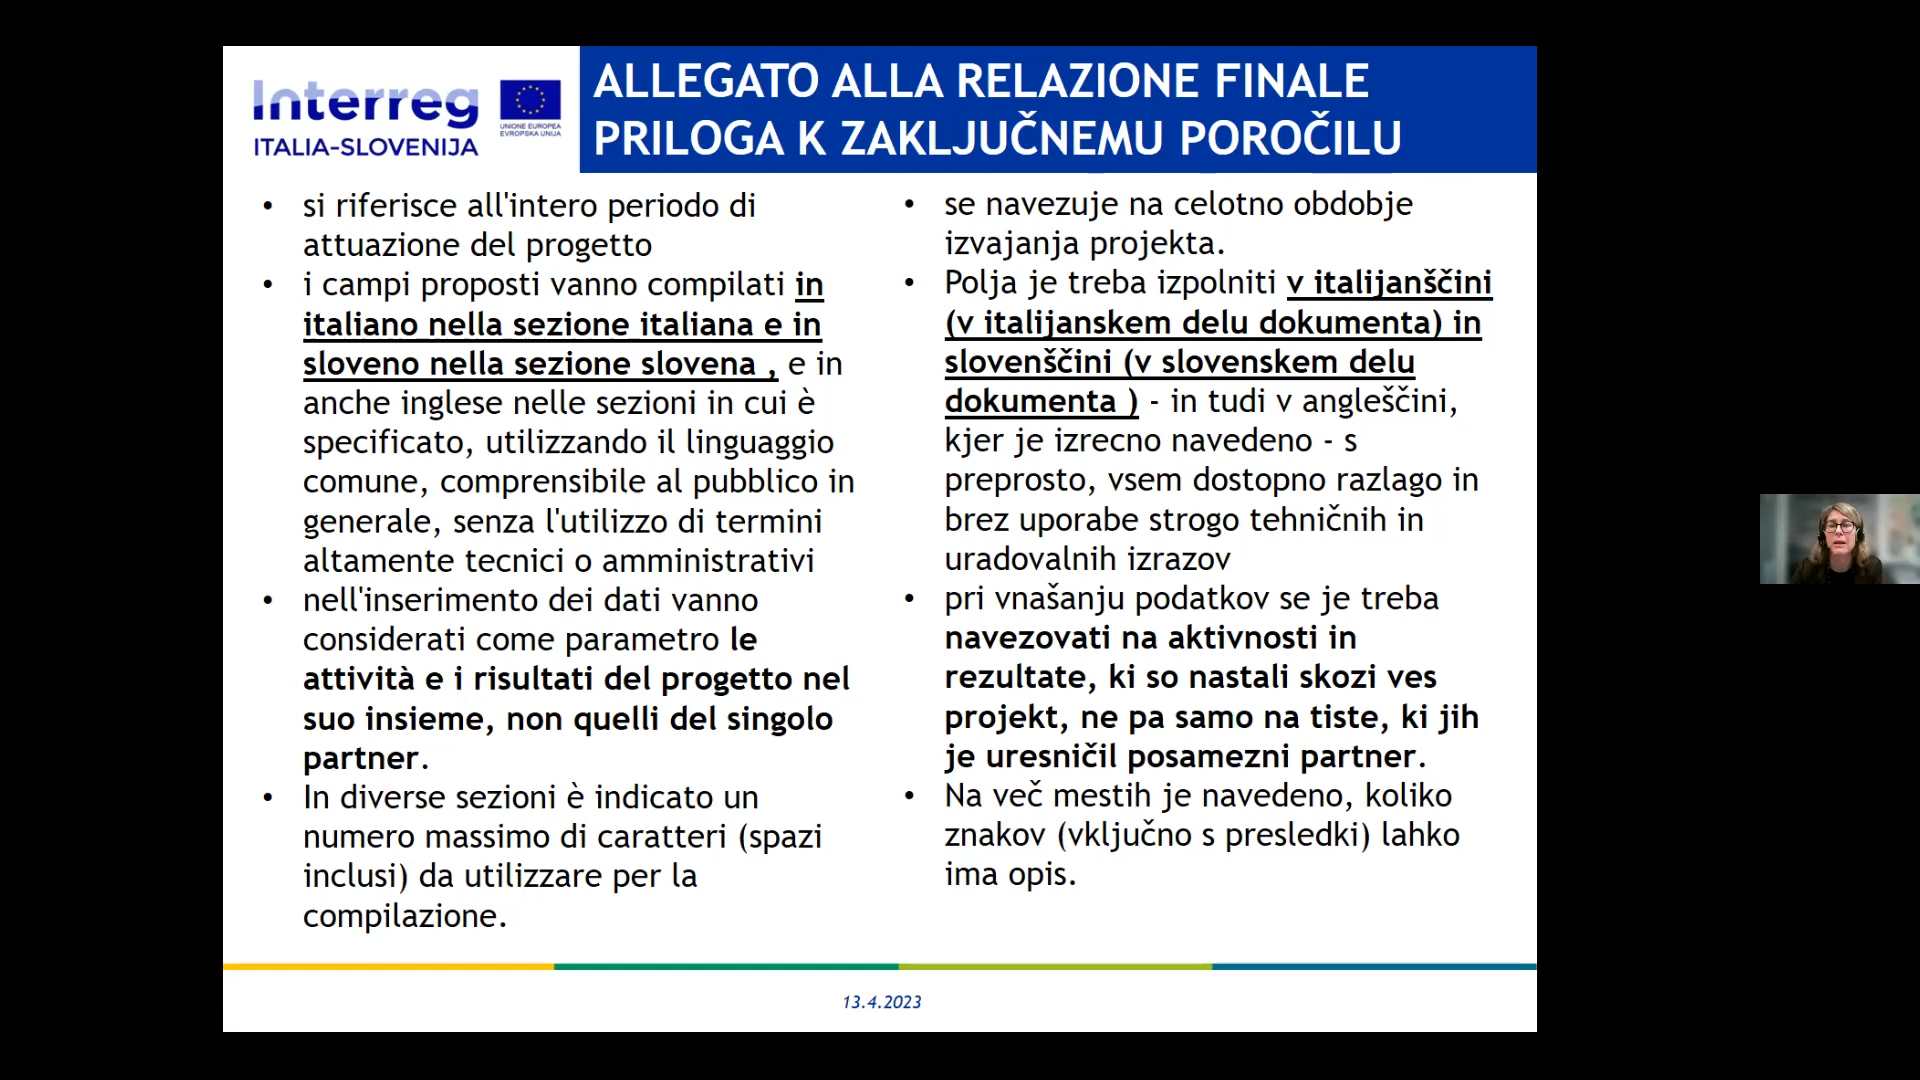 Interreg
ITALIA-SLOVENIJA
UNIONE EUROPEA
EVROPSKA UNIJA
ALLEGATO ALLA RELAZIONE FINALE
PRILOGA K ZAKLJUČNEMU POROČILU
• si riferisce all'intero periodo di
attuazione del progetto
• i campi proposti vanno compilati in
italiano nella sezione italiana e in
sloveno nella sezione slovena , e in
anche inglese nelle sezioni in cui è
specificato, utilizzando il linguaggio
comune, comprensibile al pubblico in
generale, senza l'utilizzo di termini
altamente tecnici o amministrativi
• nell'inserimento dei dati vanno
considerati come parametro le
attività e i risultati del progetto nel
suo insieme, non quelli del singolo
partner.
• In diverse sezioni è indicato un
numero massimo di caratteri (spazi
inclusi) da utilizzare per la
compilazione.
• se navezuje na celotno obdobje
izvajanja projekta.
• Polja je treba izpolniti v italijanščini
(v italijanskem delu dokumenta) in
slovenščini (v slovenskem delu
dokumenta ) - in tudi v angleščini,
kjer je izrecno navedeno - s
preprosto, vsem dostopno razlago in
brez uporabe strogo tehničnih in
uradovalnih izrazov
• pri vnašanju podatkov se je treba
navezovati na aktivnosti in
rezultate, ki so nastali skozi ves
projekt, ne pa samo na tiste, ki jih
je uresničil posamezni partner.
• Na več mestih je navedeno, koliko
znakov (vključno s presledki) lahko
ima opis.
13.4.2023